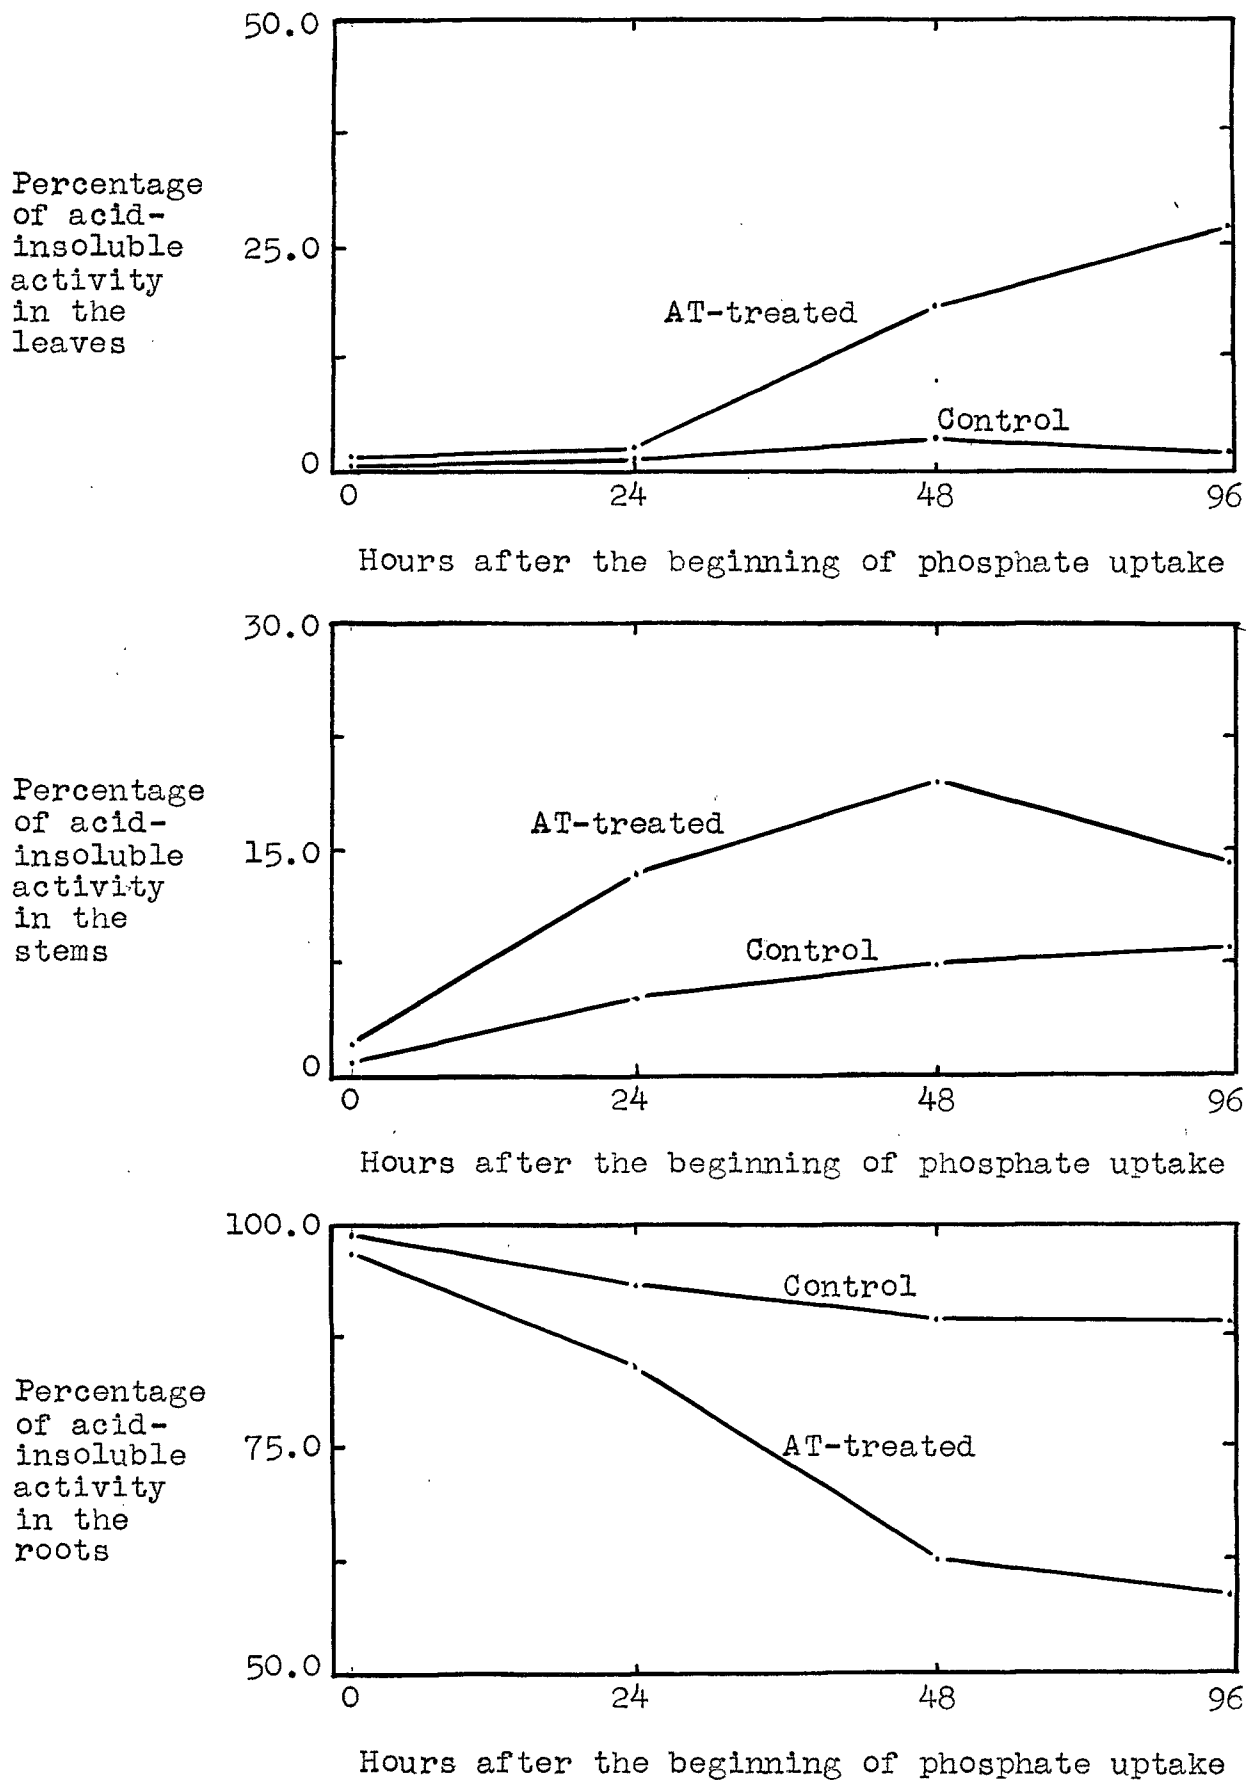 50.0
Percentage
of acid-
insoluble
activity
in the
leaves
25.0
AT-treated
Control
0
0 24 48 96
Hours after the beginning of phosphate uptake
30.0
Percentage
of acid-
insoluble
activity
in the
stems
AT-treated
15.0
Control
0
0 24 48 96
Hours after the beginning of phosphate uptake
100.0
Control
Percentage
of acid-
insoluble
activity
in the
roots
75.0
AT-treated
50.0
0 24 48 96
Hours after the beginning of phosphate uptake